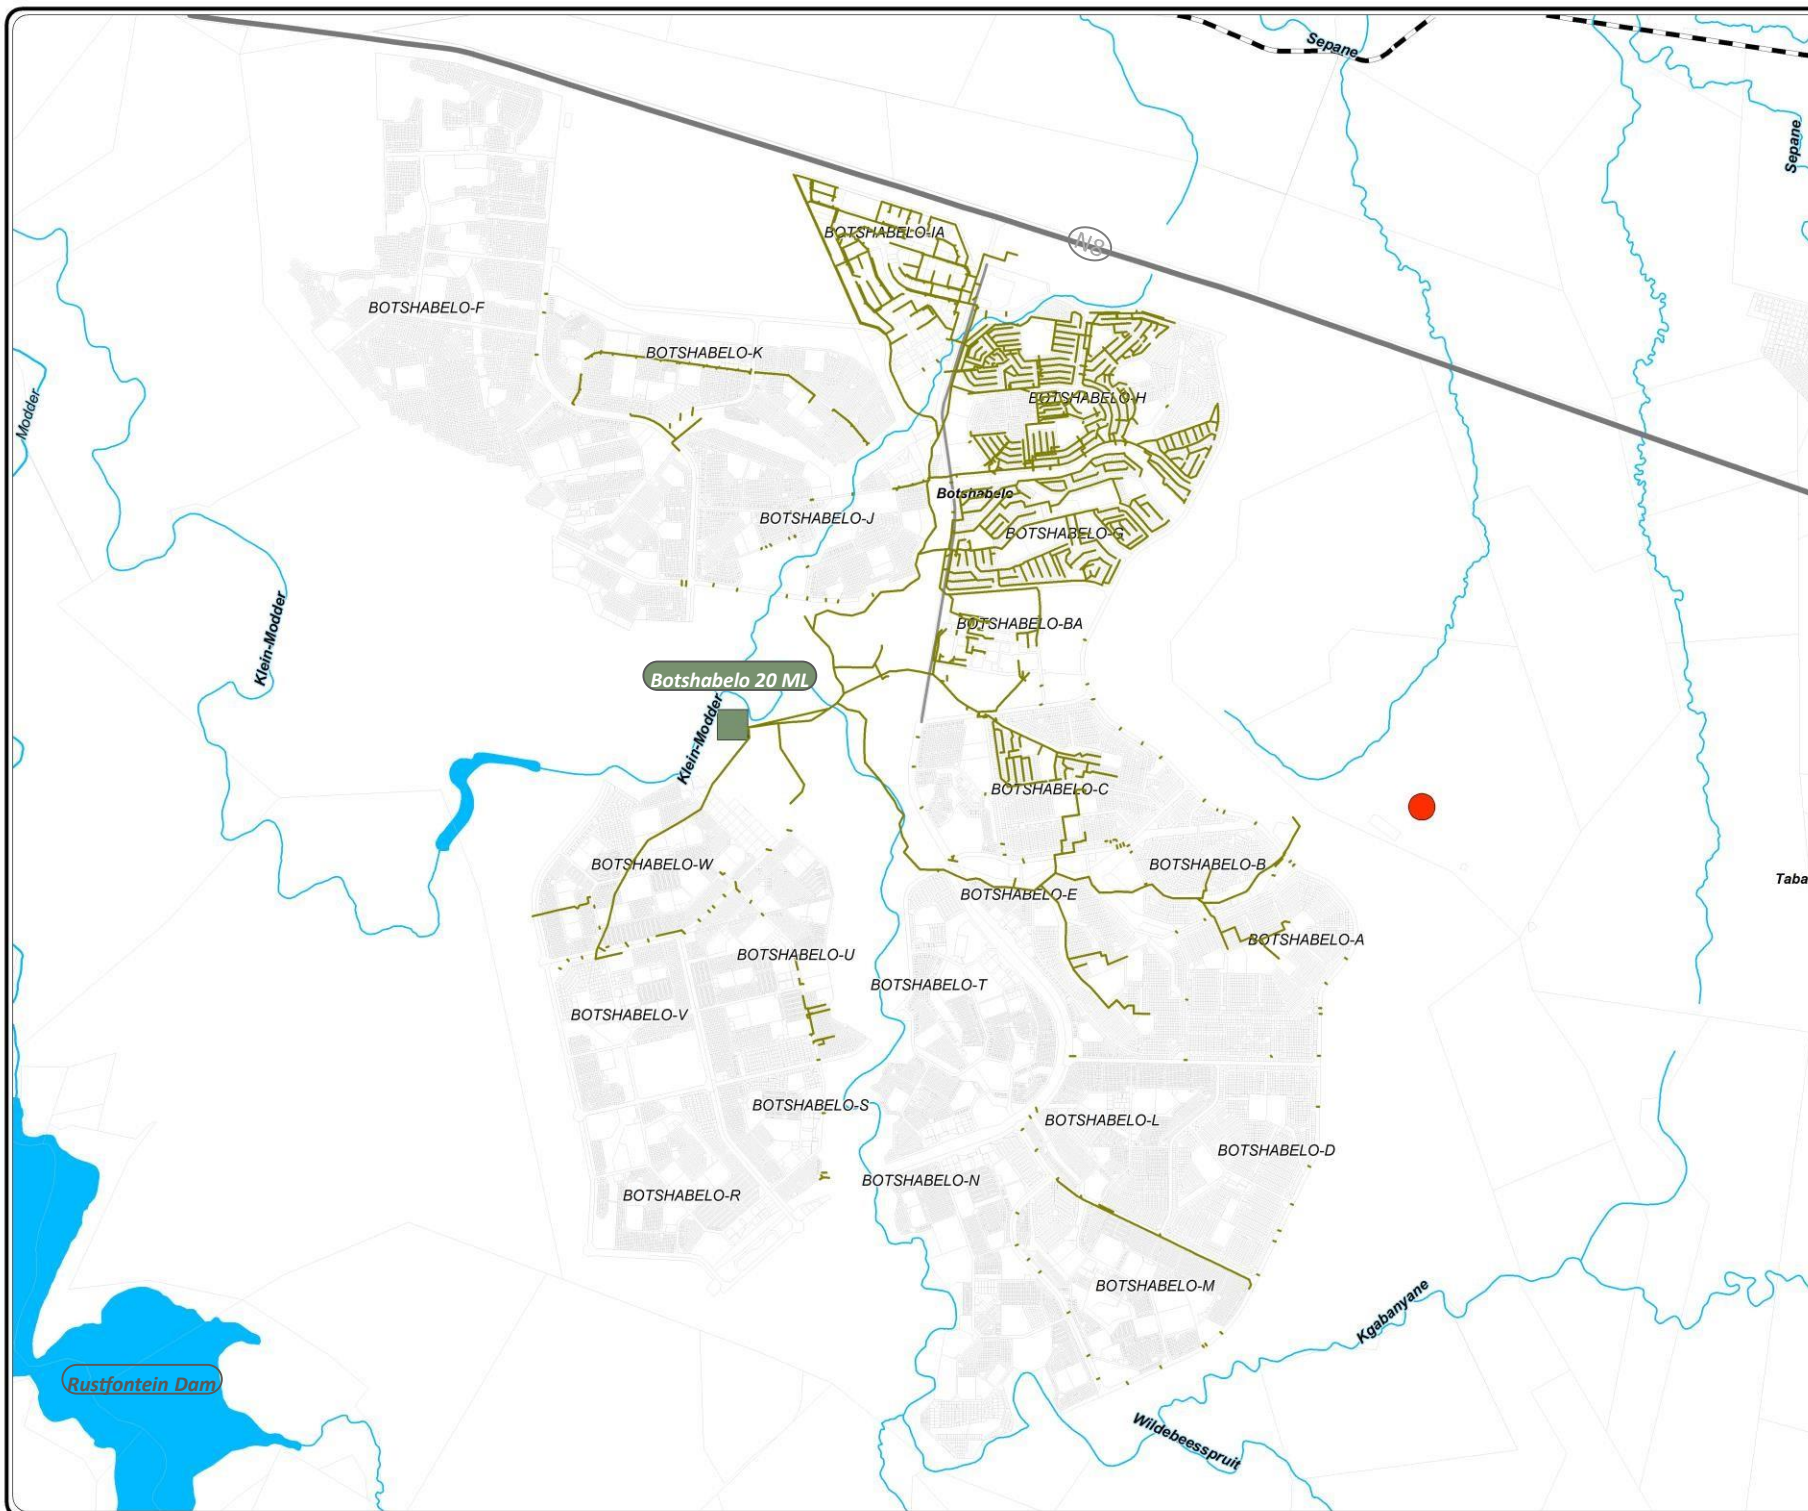 Sepane
Sepane
BOTSHABELO-IA
N8
BOTSHABELO-F
BOTSHABELO-K
Modder
BOTSHABELO-H
Botshabelo
BOTSHABELO-J
BOTSHABELO-G
Klein-Modder
BOTSHABELO-BA
Botshabelo 20 ML
Klein-Modder
BOTSHABELO-C
BOTSHABELO-W
BOTSHABELO-B
Taba
BOTSHABELO-E
BOTSHABELO-A
BOTSHABELO-U
BOTSHABELO-T
BOTSHABELO-V
BOTSHABELO-S
BOTSHABELO-L
BOTSHABELO-D
BOTSHABELO-N
BOTSHABELO-R
BOTSHABELO-M
Kgabanyane
Rustfontein Dam
Wildebeesspruit